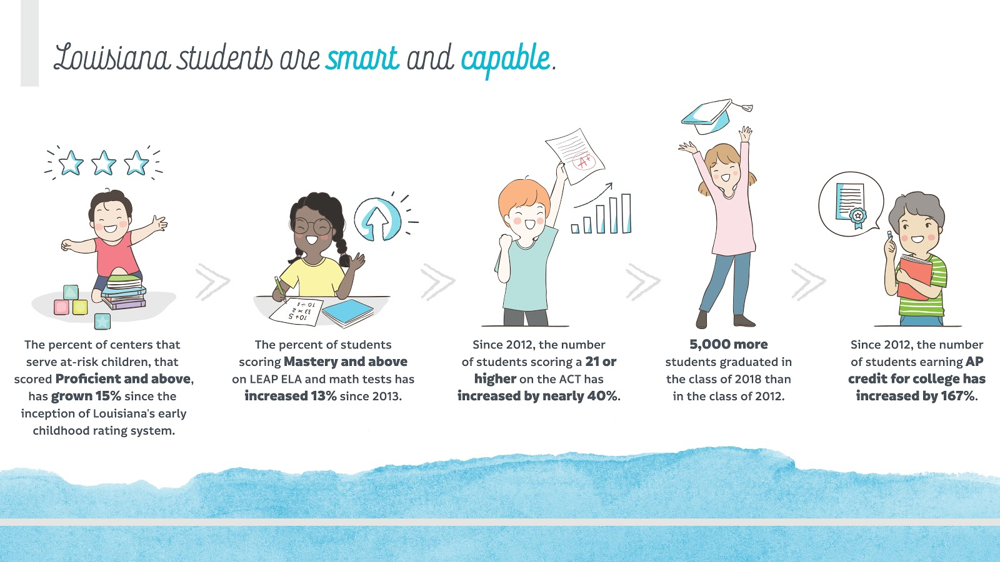 Louisiana students are smart and capable.
A+
10+5
33×2
10÷3
The percent of centers that
serve at-risk children, that
scored Proficient and above,
has grown 15% since the
inception of Louisiana's early
childhood rating system.
The percent of students
scoring Mastery and above
on LEAP ELA and math tests has
increased 13% since 2013.
Since 2012, the number
of students scoring a 21 or
higher on the ACT has
increased by nearly 40%.
5,000 more
students graduated in
the class of 2018 than
in the class of 2012.
Since 2012, the number
of students earning AP
credit for college has
increased by 167%.